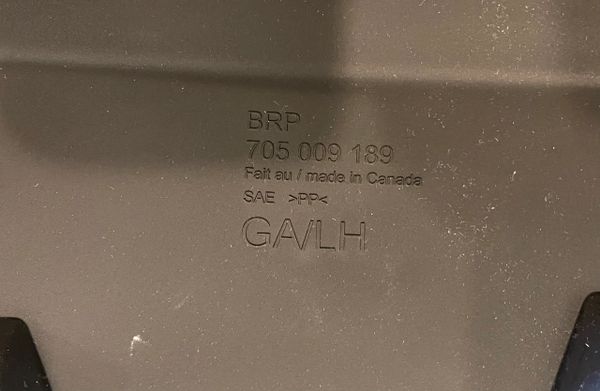 BRP
705 009 189
Fait au / made in Canada
SAE >PP<
GA/LH